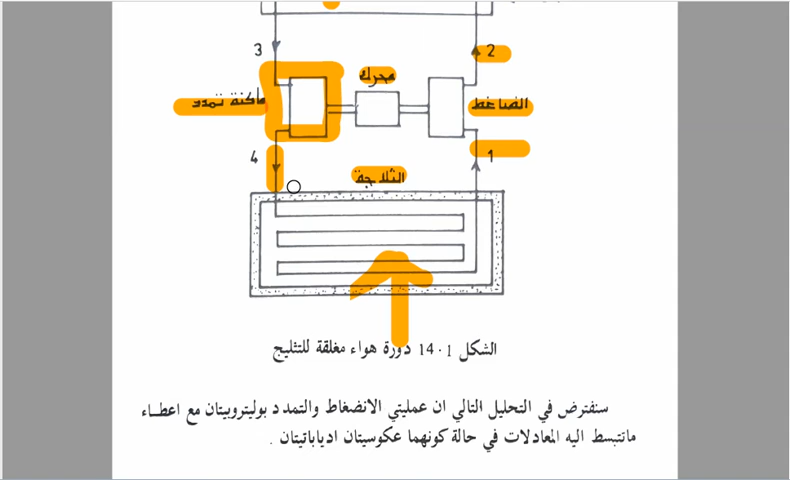 3
2
محرك
ماكنة تمدد
الضاغط
4
1
الثلاجة
الشكل 14.1 دورة هواء مغلقة للتثليج
سنفترض في التحليل التالي ان عمليتي الانضغاط والتمدد بوليتروبيتان مع اعطاء
ماتتبسط اليه المعادلات في حالة كونهما عكوسيتان ادياباتيتان .